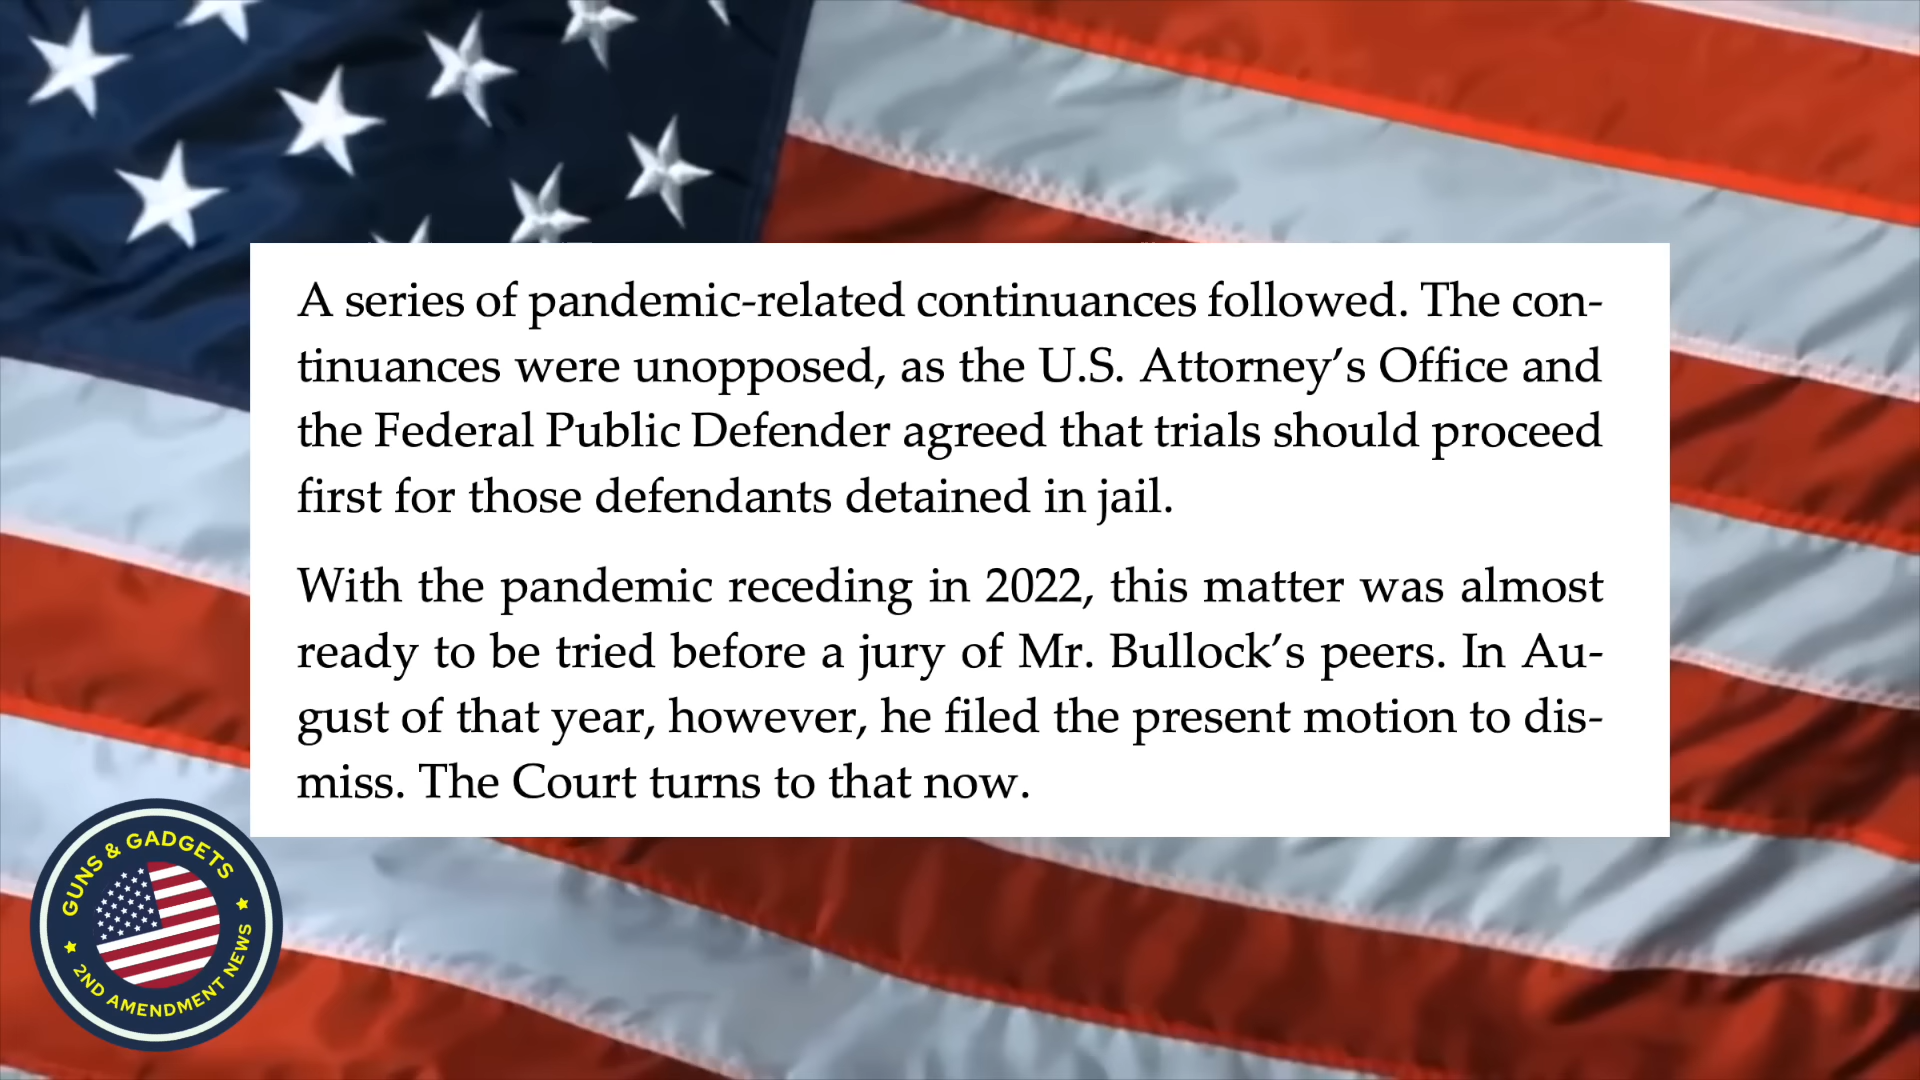 A series of pandemic-related continuances followed. The con-
tinuances were unopposed, as the U.S. Attorney's Office and
the Federal Public Defender agreed that trials should proceed
first for those defendants detained in jail.
With the pandemic receding in 2022, this matter was almost
ready to be tried before a jury of Mr. Bullock's peers. In Au-
gust of that year, however, he filed the present motion to dis-
miss. The Court turns to that now.
GUNS & GADGETS
2ND AMENDMENT NEWS